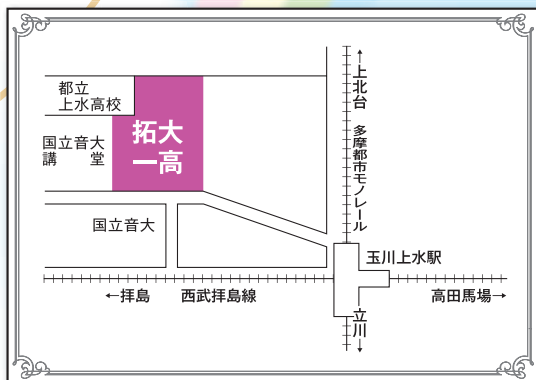 都立
上水高校
拓大
一高
国立音大
講堂
国立音大
←上北台
多摩都市モノレール
玉川上水駅
←拝島
西武拝島線
高田馬場→
立川→